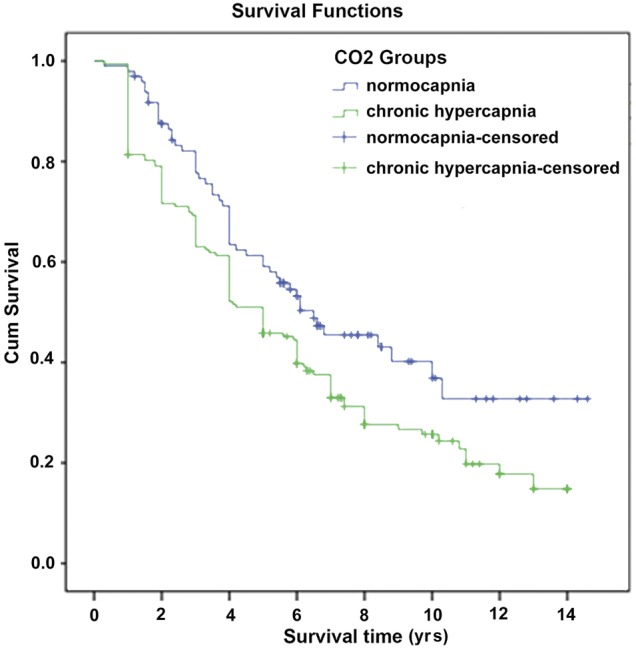 Survival Functions
CO2 Groups
normocapnia
chronic hypercapnia
normocapnia-censored
chronic hypercapnia-censored
Cum Survival
1.0
0.8
0.6
0.4
0.2
0.0
0 2 4 6 8 10 12 14
Survival time (yrs)